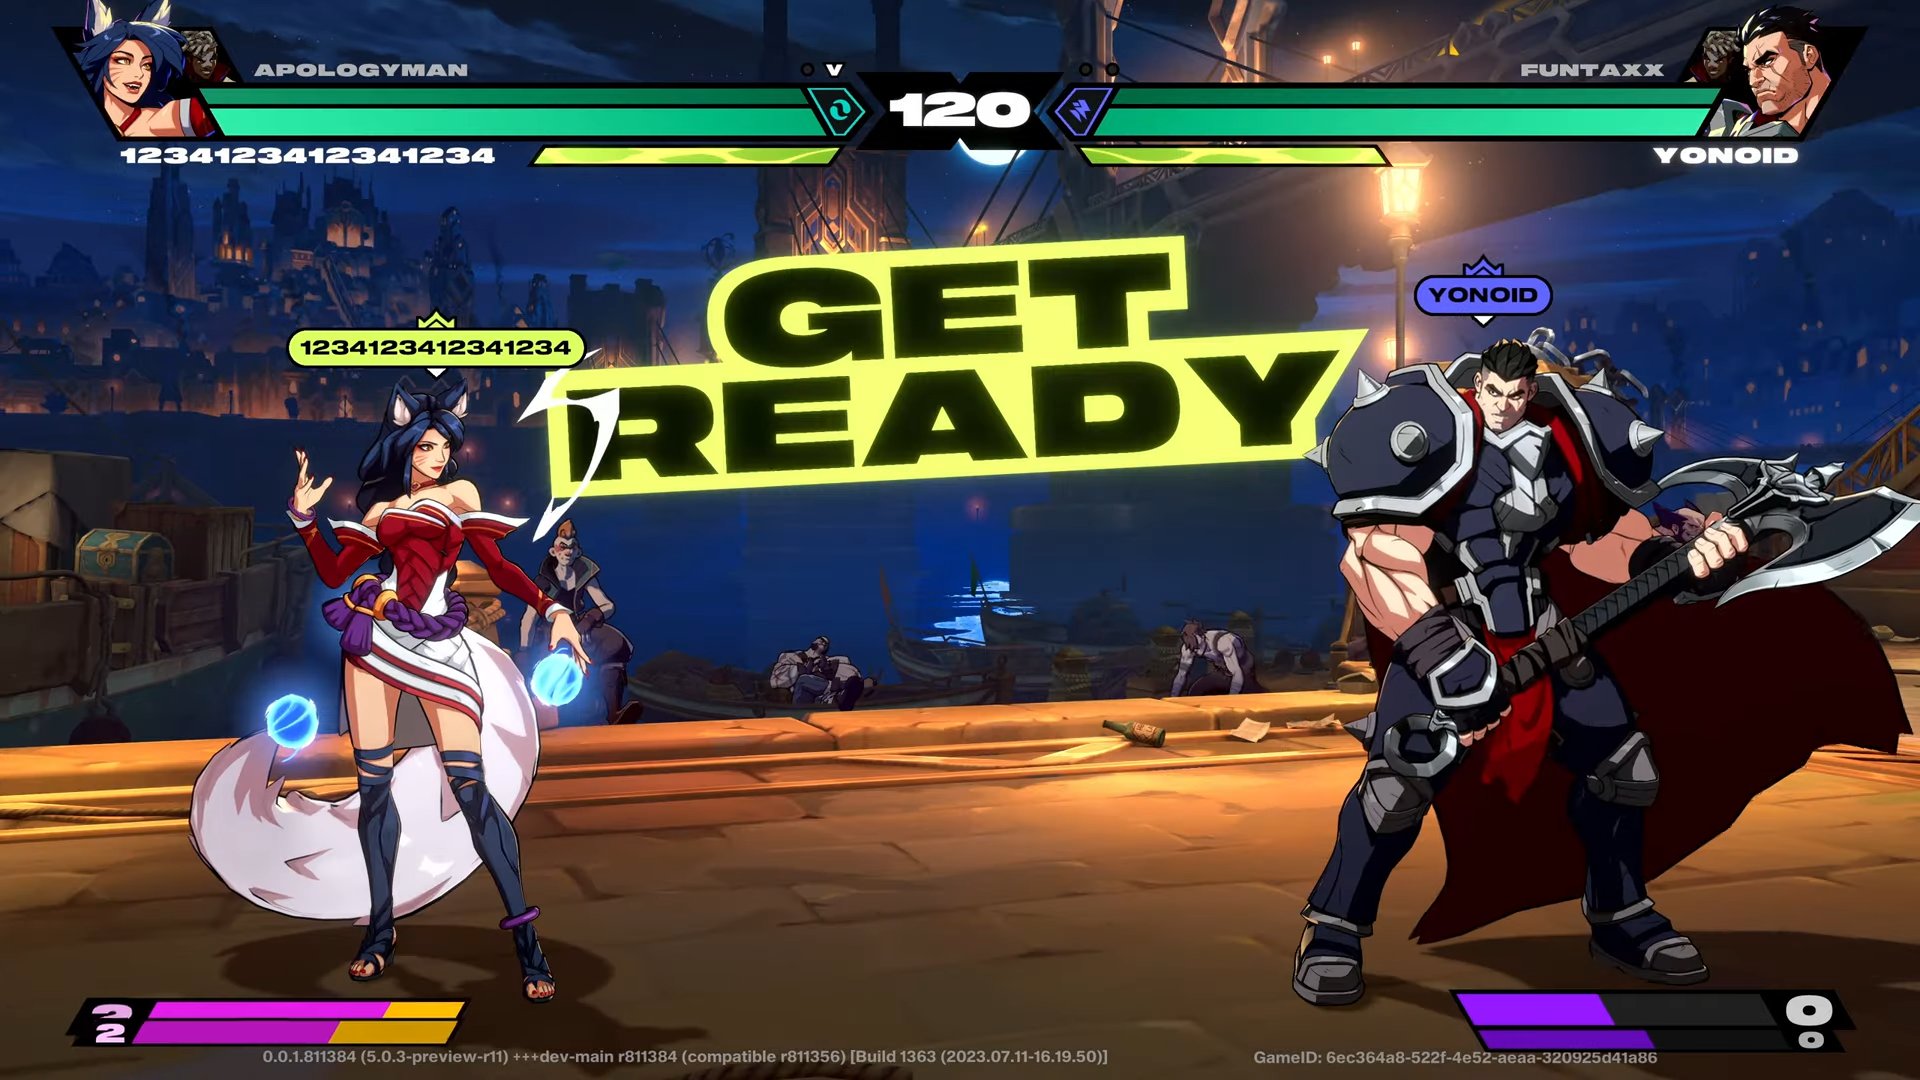 APOLOGYMAN
V
120
FUNTAXX
1234123412341234
YONOID
GET
READY
YONOID
1234123412341234
2
2
0
0
0.0.1.811384 (5.0.3-preview-r11) +++dev-main r811384 (compatible r811356) [Build 1363 (2023.07.11-16.19.50)]
GameID: 6ec364a8-522f-4e52-aeaa-320925d41a86